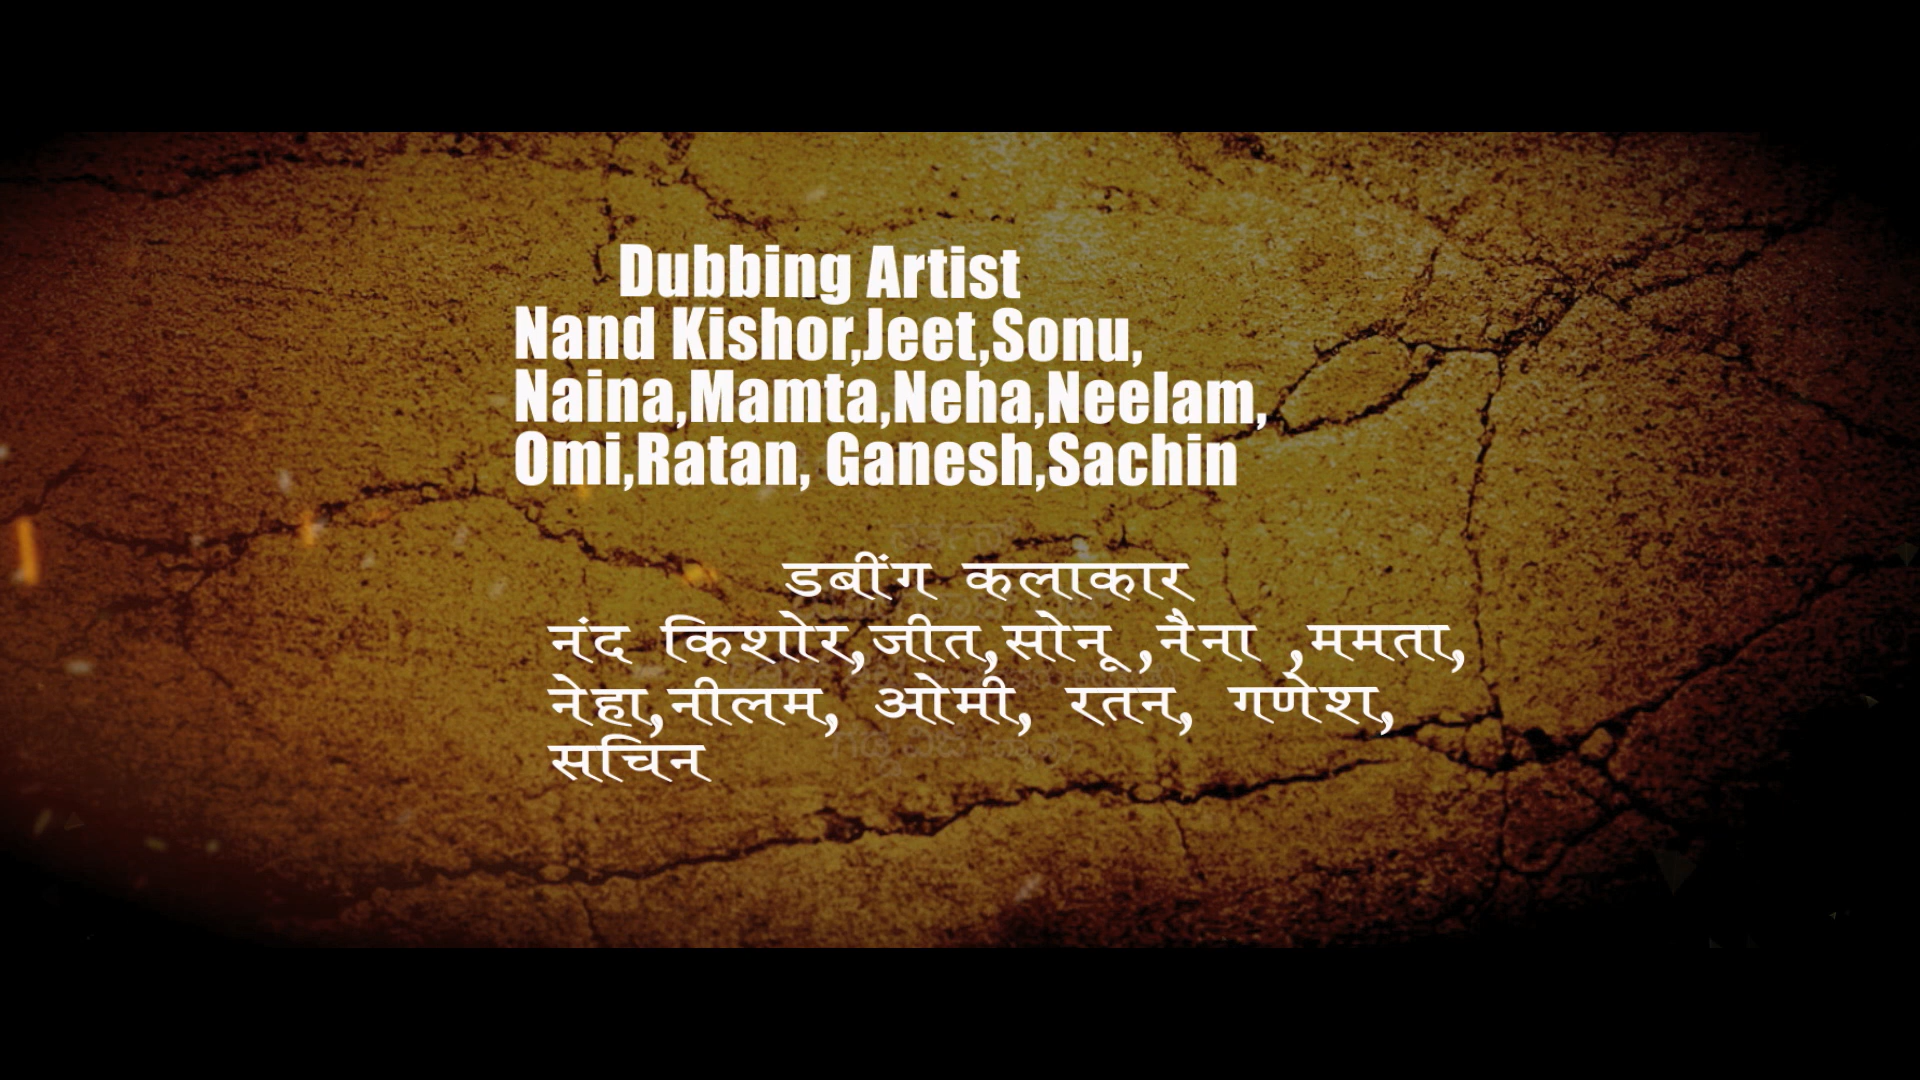 Dubbing Artist
Nand Kishor,Jeet,Sonu,
Naina,Mamta,Neha,Neelam,
Omi,Ratan, Ganesh,Sachin
डबींग कलाकार
नंद किशोर,जीत,सोनू ,नैना ,ममता,
नेहा,नीलम, ओमी, रतन, गणेश,
सचिन